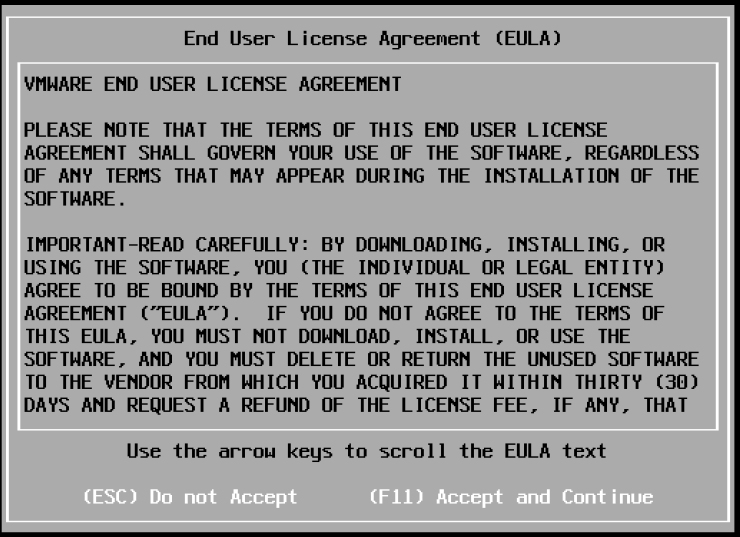 End User License Agreement (EULA)
VMWARE END USER LICENSE AGREEMENT
PLEASE NOTE THAT THE TERMS OF THIS END USER LICENSE
AGREEMENT SHALL GOVERN YOUR USE OF THE SOFTWARE, REGARDLESS
OF ANY TERMS THAT MAY APPEAR DURING THE INSTALLATION OF THE
SOFTWARE.
IMPORTANT-READ CAREFULLY: BY DOWNLOADING, INSTALLING, OR
USING THE SOFTWARE, YOU (THE INDIVIDUAL OR LEGAL ENTITY)
AGREE TO BE BOUND BY THE TERMS OF THIS END USER LICENSE
AGREEMENT ("EULA"). IF YOU DO NOT AGREE TO THE TERMS OF
THIS EULA, YOU MUST NOT DOWNLOAD, INSTALL, OR USE THE
SOFTWARE, AND YOU MUST DELETE OR RETURN THE UNUSED SOFTWARE
TO THE VENDOR FROM WHICH YOU ACQUIRED IT WITHIN THIRTY (30)
DAYS AND REQUEST A REFUND OF THE LICENSE FEE, IF ANY, THAT
Use the arrow keys to scroll the EULA text
(ESC) Do not Accept (F11) Accept and Continue